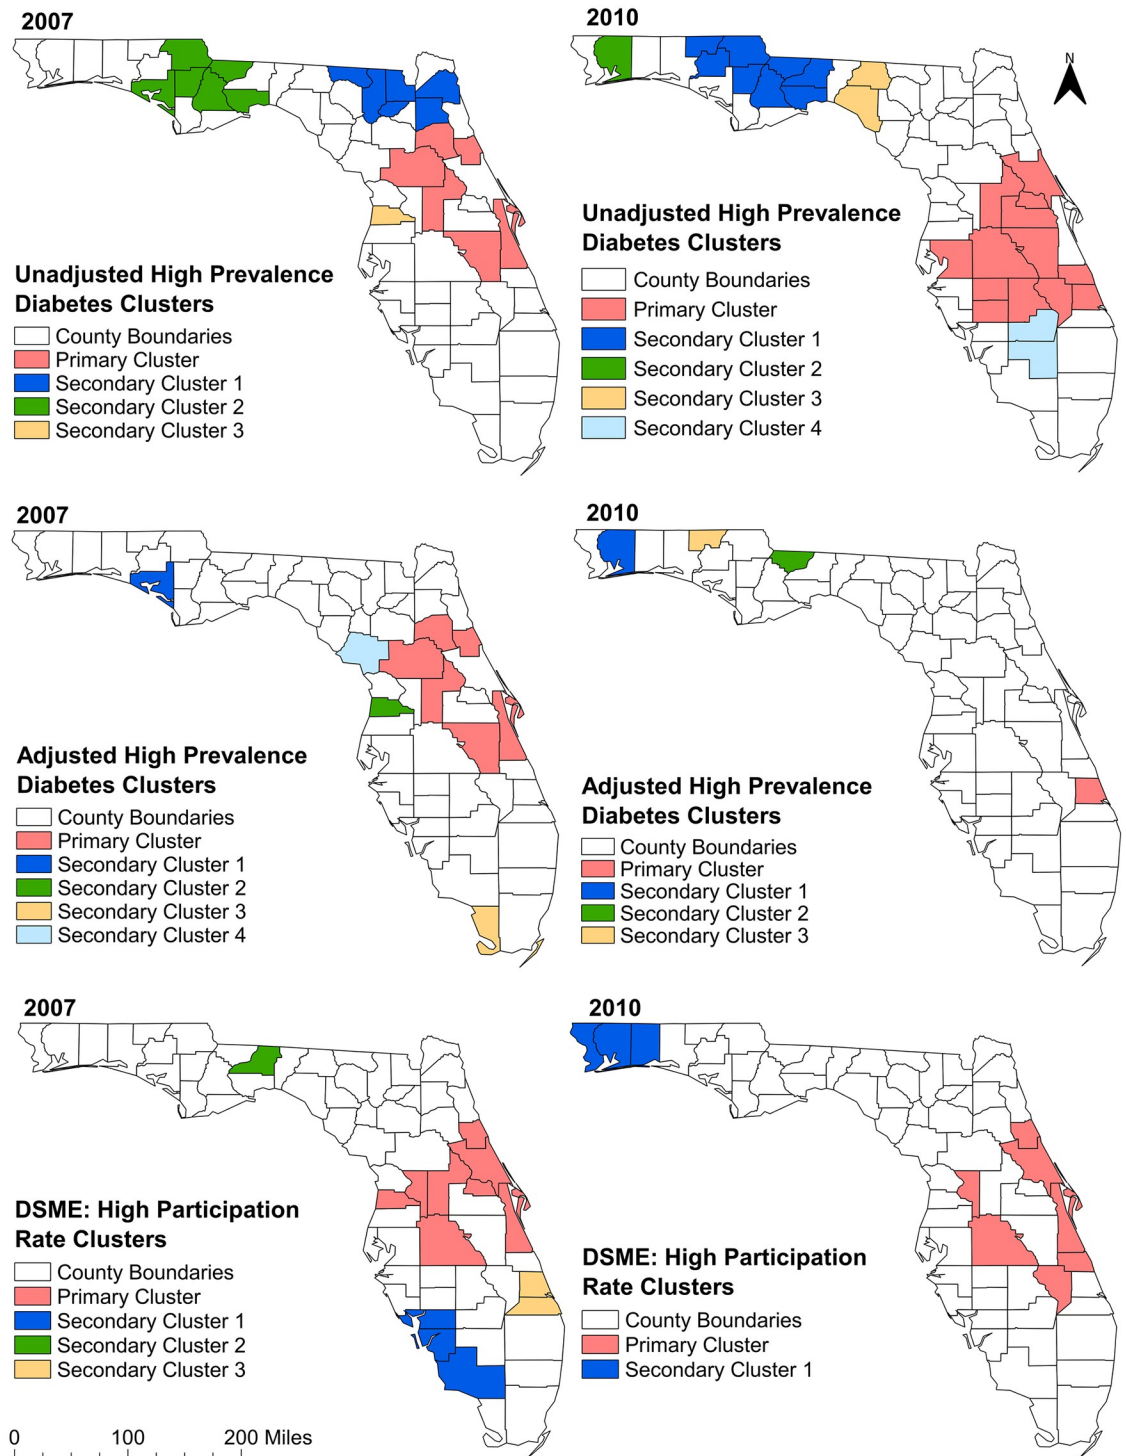 2007
2010
N
Unadjusted High Prevalence
Diabetes Clusters
County Boundaries
Primary Cluster
Secondary Cluster 1
Secondary Cluster 2
Secondary Cluster 3
Unadjusted High Prevalence
Diabetes Clusters
County Boundaries
Primary Cluster
Secondary Cluster 1
Secondary Cluster 2
Secondary Cluster 3
Secondary Cluster 4
2007
2010
Adjusted High Prevalence
Diabetes Clusters
County Boundaries
Primary Cluster
Secondary Cluster 1
Secondary Cluster 2
Secondary Cluster 3
Secondary Cluster 4
Adjusted High Prevalence
Diabetes Clusters
County Boundaries
Primary Cluster
Secondary Cluster 1
Secondary Cluster 2
Secondary Cluster 3
2007
2010
DSME: High Participation
Rate Clusters
County Boundaries
Primary Cluster
Secondary Cluster 1
Secondary Cluster 2
Secondary Cluster 3
DSME: High Participation
Rate Clusters
County Boundaries
Primary Cluster
Secondary Cluster 1
0 100 200 Miles